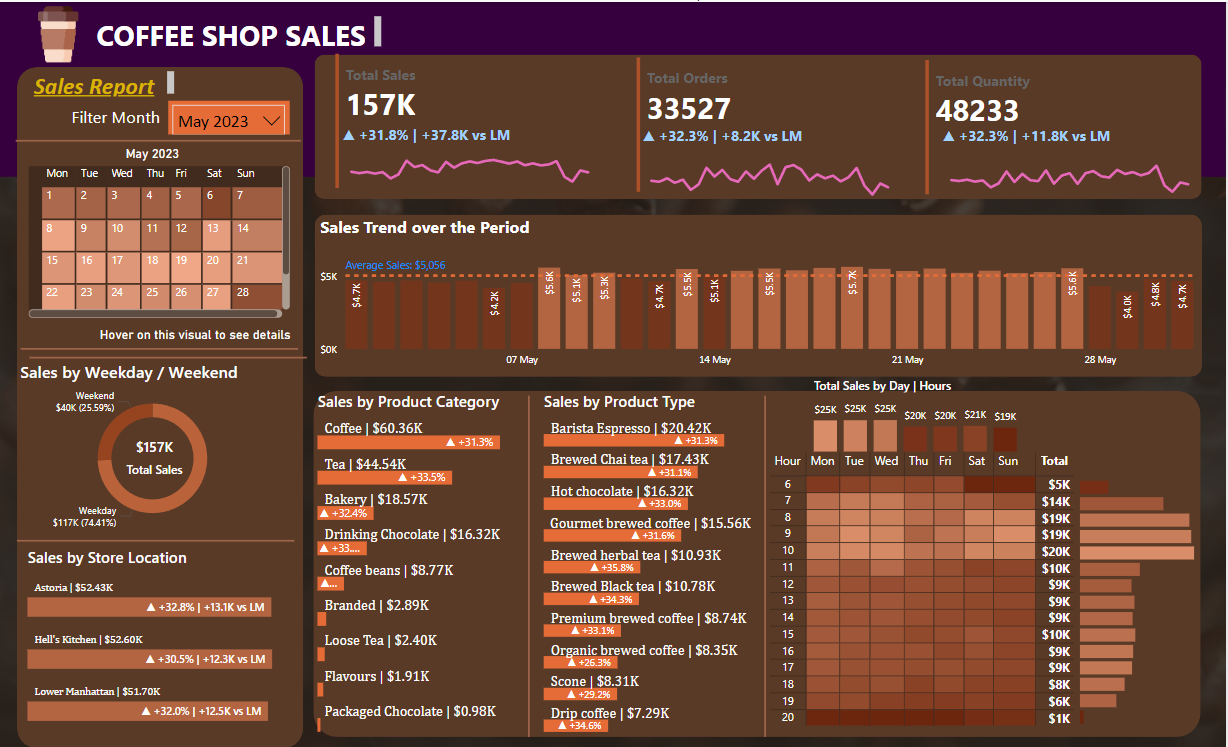 COFFEE SHOP SALES
Sales Report
Filter Month
May 2023
May 2023
Mon Tue Wed Thu Fri Sat Sun
1 2 3 4 5 6 7
8 9 10 11 12 13 14
15 16 17 18 19 20 21
22 23 24 25 26 27 28
Hover on this visual to see details
Total Sales
157K
▲ +31.8% | +37.8K vs LM
Total Orders
33527
▲ +32.3% | +8.2K vs LM
Total Quantity
48233
▲ +32.3% | +11.8K vs LM
Sales Trend over the Period
Average Sales: $5,056
$5K
$0K
$4.7K $4.2K $5.6K $5.1K $5.3K $4.7K $5.5K $5.1K $5.5K $5.7K $5.6K $4.0K $4.8K $4.7K
07 May 14 May 21 May 28 May
Sales by Weekday / Weekend
Weekend
$40K (25.59%)
$157K
Total Sales
Weekday
$117K (74.41%)
Sales by Store Location
Astoria | $52.43K
▲ +32.8% | +13.1K vs LM
Hell's Kitchen | $52.60K
▲ +30.5% | +12.3K vs LM
Lower Manhattan | $51.70K
▲ +32.0% | +12.5K vs LM
Sales by Product Category
Coffee | $60.36K
▲ +31.3%
Tea | $44.54K
▲ +33.5%
Bakery | $18.57K
▲ +32.4%
Drinking Chocolate | $16.32K
▲ +33....
Coffee beans | $8.77K
▲...
Branded | $2.89K
Loose Tea | $2.40K
Flavours | $1.91K
Packaged Chocolate | $0.98K
Sales by Product Type
Barista Espresso | $20.42K
▲ +31.3%
Brewed Chai tea | $17.43K
▲ +31.1%
Hot chocolate | $16.32K
▲ +33.0%
Gourmet brewed coffee | $15.56K
▲ +31.6%
Brewed herbal tea | $10.93K
▲ +35.8%
Brewed Black tea | $10.78K
▲ +34.3%
Premium brewed coffee | $8.74K
▲ +33.1%
Organic brewed coffee | $8.35K
▲ +26.3%
Scone | $8.31K
▲ +29.2%
Drip coffee | $7.29K
▲ +34.6%
Total Sales by Day | Hours
$25K $25K $25K $20K $20K $21K $19K
Hour Mon Tue Wed Thu Fri Sat Sun Total
6 $5K
7 $14K
8 $19K
9 $19K
10 $20K
11 $10K
12 $9K
13 $9K
14 $9K
15 $10K
16 $9K
17 $9K
18 $8K
19 $6K
20 $1K